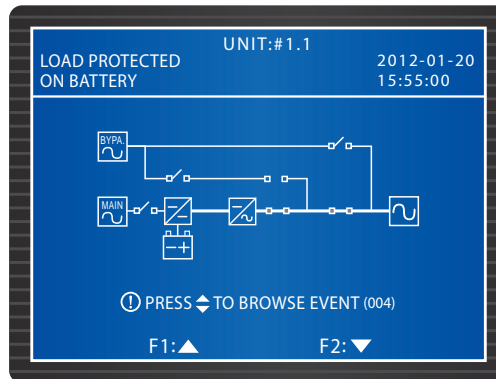 UNIT:#1.1
LOAD PROTECTED
ON BATTERY
2012-01-20
15:55:00
BYPA.
MAIN
PRESS TO BROWSE EVENT (004)
F1: F2: